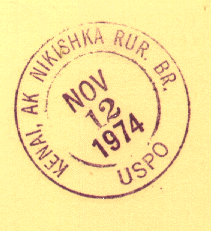 KENAI, AK NIKISHKA RUR. BR.
NOV
12
1974
USPO